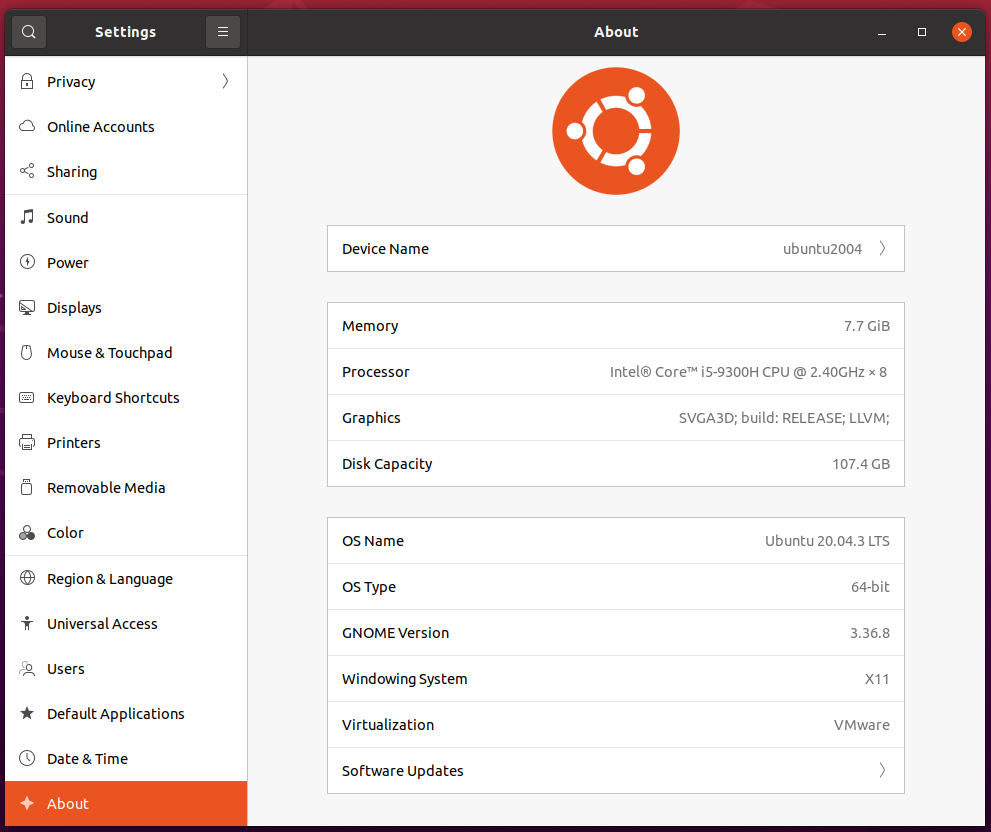 Settings
About
Privacy
Online Accounts
Sharing
Sound
Power
Displays
Mouse & Touchpad
Keyboard Shortcuts
Printers
Removable Media
Color
Region & Language
Universal Access
Users
Default Applications
Date & Time
About
Device Name ubuntu2004
Memory 7.7 GiB
Processor Intel® Core™ i5-9300H CPU @ 2.40GHz × 8
Graphics SVGA3D; build: RELEASE; LLVM;
Disk Capacity 107.4 GB
OS Name Ubuntu 20.04.3 LTS
OS Type 64-bit
GNOME Version 3.36.8
Windowing System X11
Virtualization VMware
Software Updates